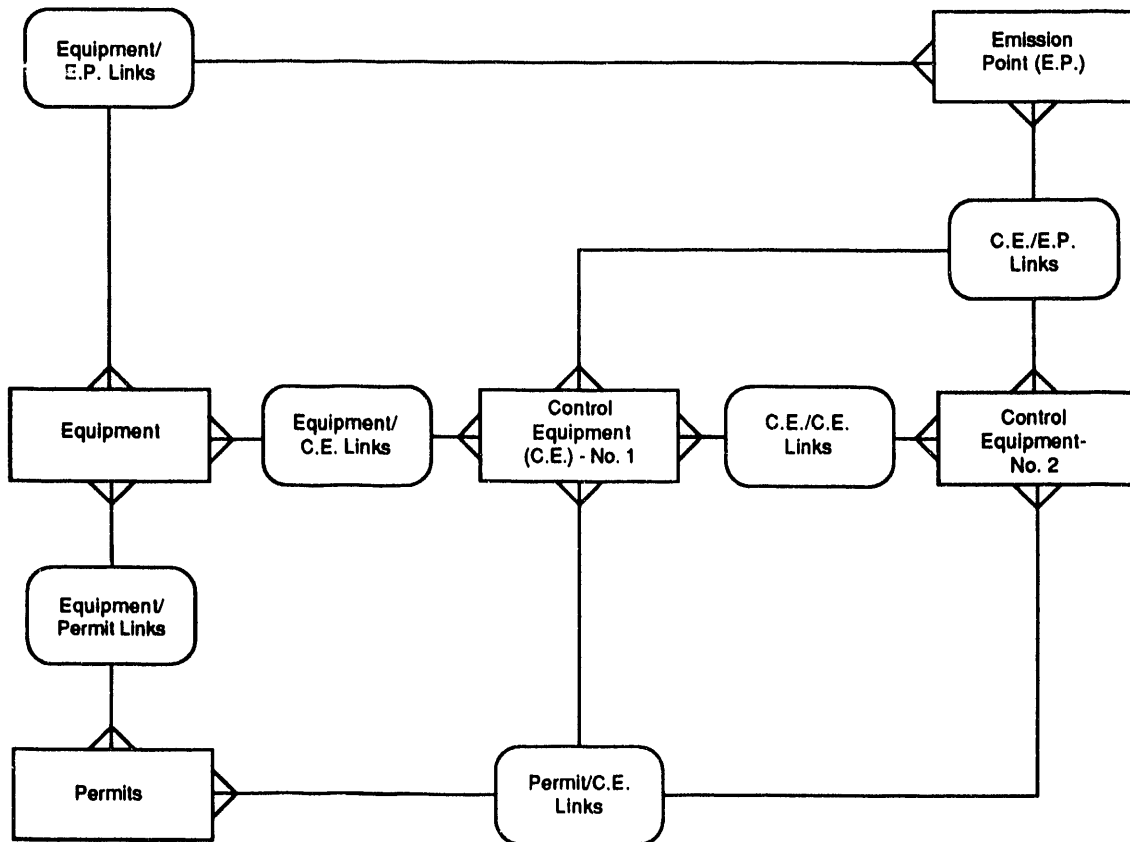 Equipment/
E.P. Links
Emission
Point (E.P.)
C.E./E.P.
Links
Equipment
Equipment/
C.E. Links
Control
Equipment
(C.E.) - No. 1
C.E./C.E.
Links
Control
Equipment-
No. 2
Equipment/
Permit Links
Permits
Permit/C.E.
Links